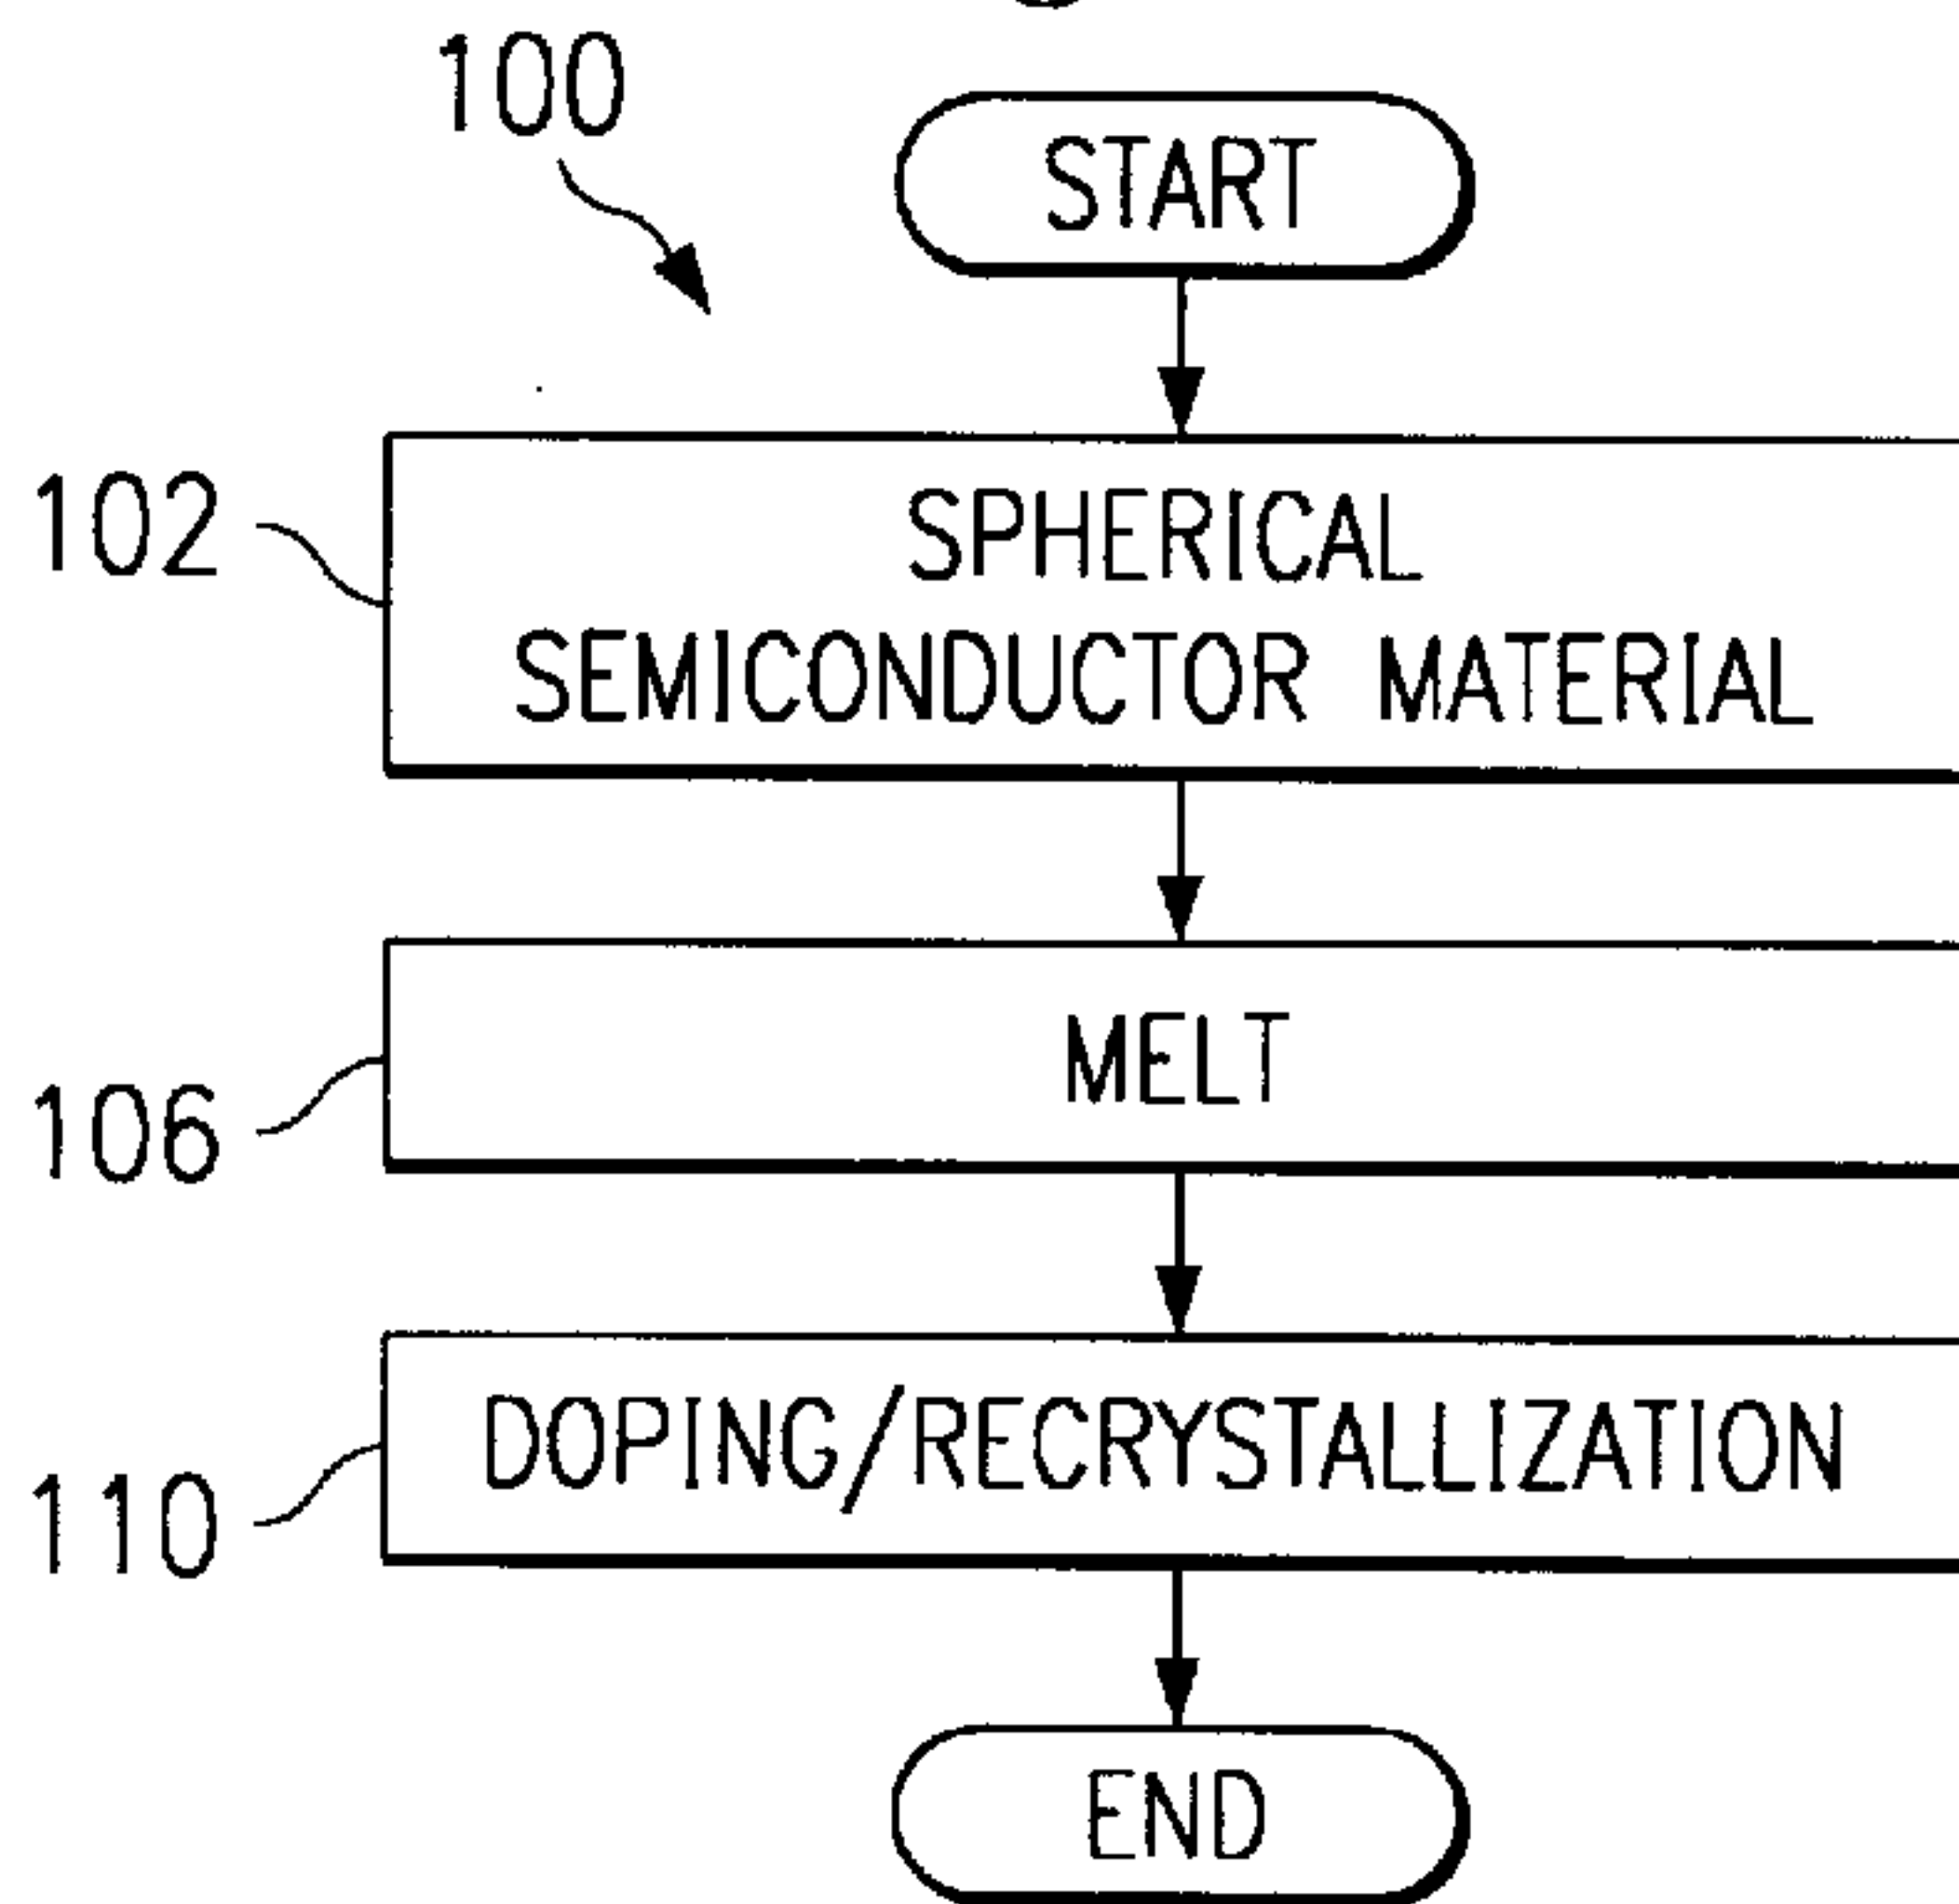 100
START
102
SPHERICAL
SEMICONDUCTOR MATERIAL
MELT
106
DOPING/RECRYSTALLIZATION
110
END